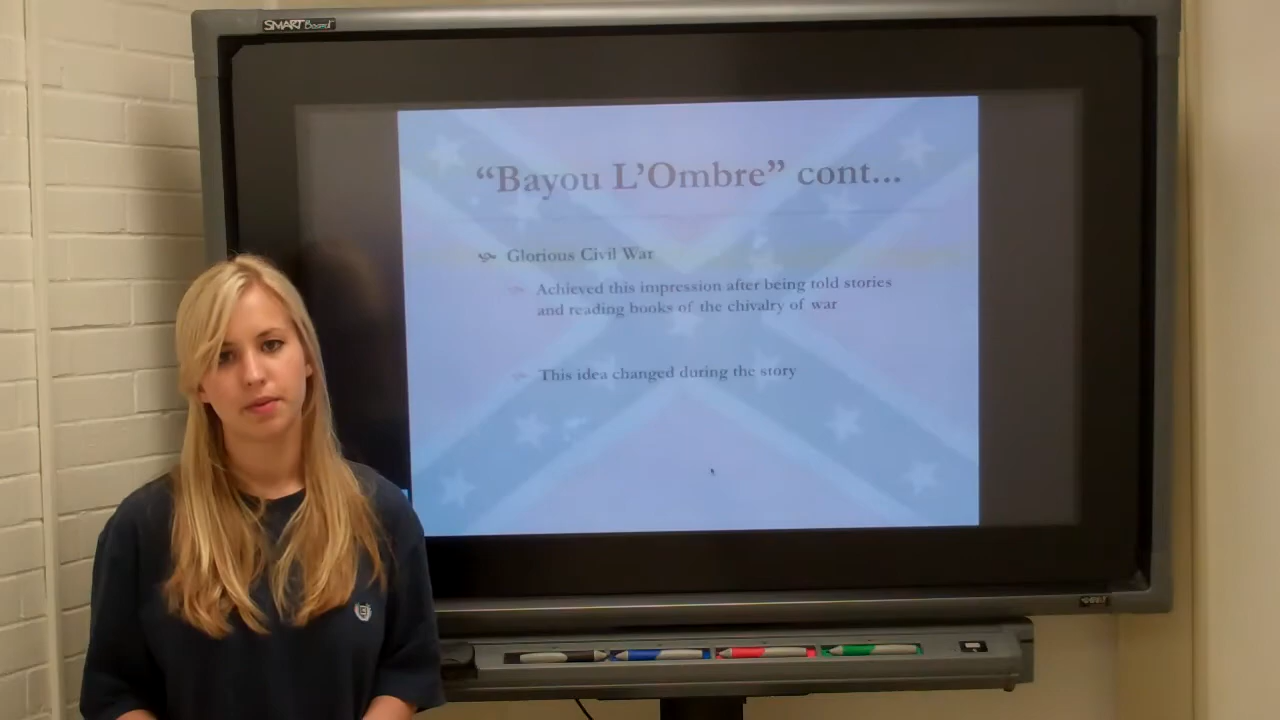 SMART Board
“Bayou L’Ombre” cont...
Glorious Civil War
Achieved this impression after being told stories
and reading books of the chivalry of war
This idea changed during the story